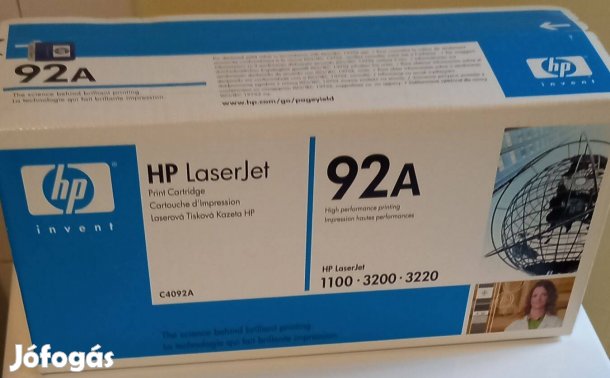 92A
The science behind brilliant printing.
La technologie qui fait brillante impression.
www.hp.com/go/pageyield
hp
invent
hp
invent
HP LaserJet
Print Cartridge
Cartouche d'Impression
Laserová Tisková Kazeta HP
C4092A
92A
High performance printing
Impression hautes performances
HP LaserJet
1100 · 3200 · 3220
The science behind brilliant printing.
La technologie qui fait brillante impression.
Jófogás